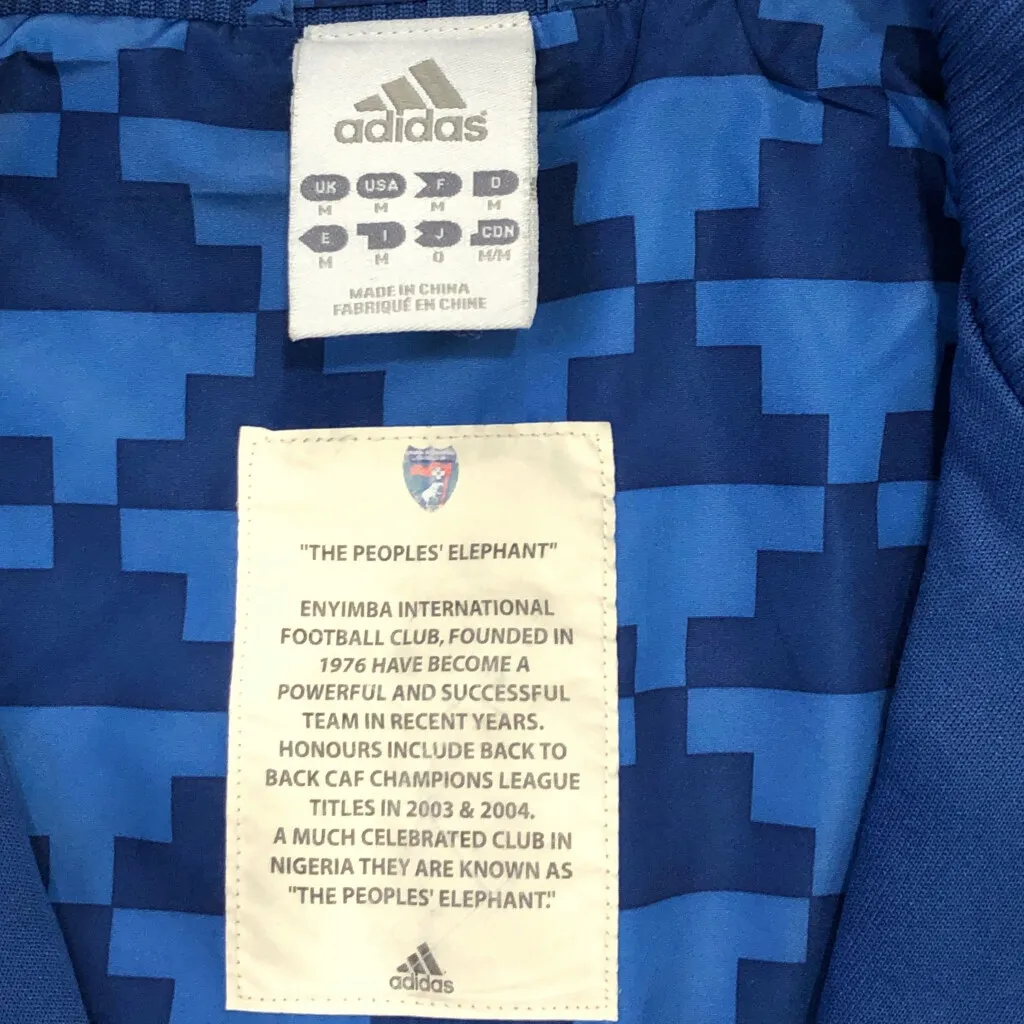 adidas
UK USA F D
M M M M
E I J CDN
M M O M/M
MADE IN CHINA
FABRIQUÉ EN CHINE
"THE PEOPLES' ELEPHANT"
ENYIMBA INTERNATIONAL
FOOTBALL CLUB, FOUNDED IN
1976 HAVE BECOME A
POWERFUL AND SUCCESSFUL
TEAM IN RECENT YEARS.
HONOURS INCLUDE BACK TO
BACK CAF CHAMPIONS LEAGUE
TITLES IN 2003 & 2004.
A MUCH CELEBRATED CLUB IN
NIGERIA THEY ARE KNOWN AS
"THE PEOPLES' ELEPHANT."
adidas